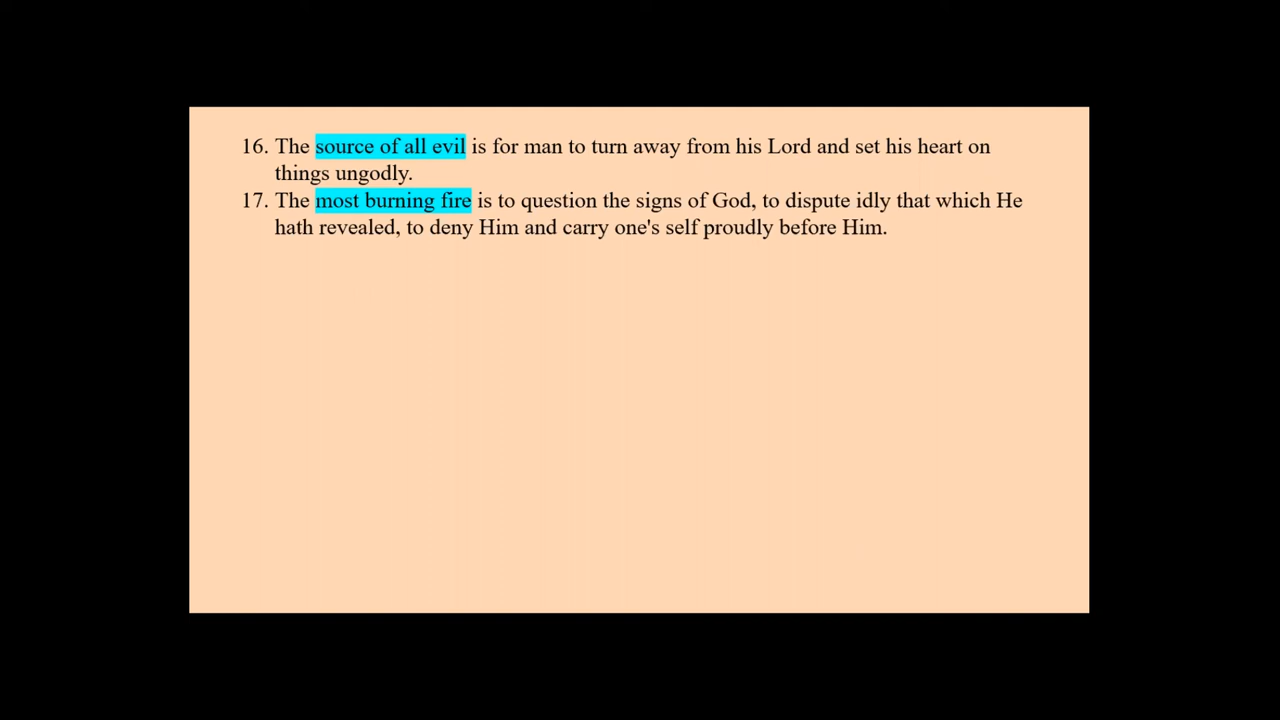 16. The source of all evil is for man to turn away from his Lord and set his heart on
things ungodly.
17. The most burning fire is to question the signs of God, to dispute idly that which He
hath revealed, to deny Him and carry one's self proudly before Him.